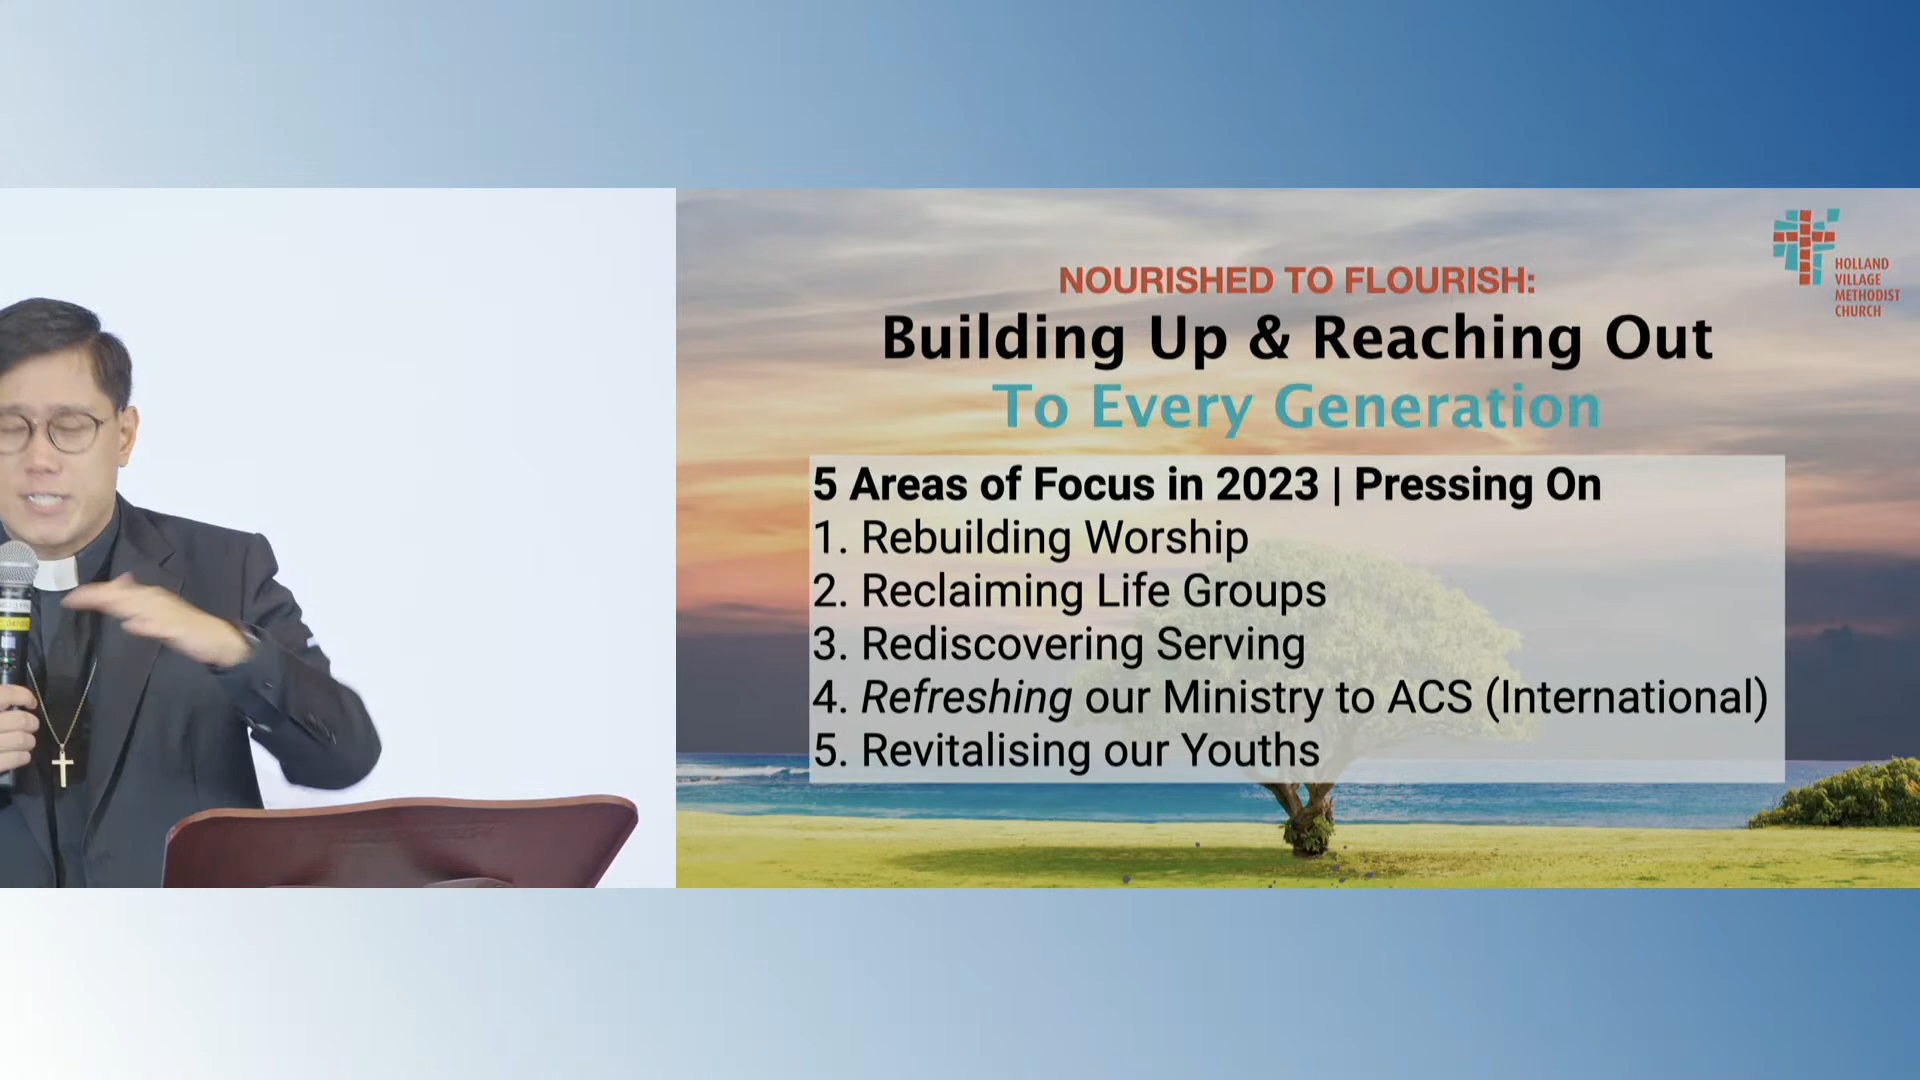 NOURISHED TO FLOURISH:
Building Up & Reaching Out
To Every Generation
HOLLAND
VILLAGE
METHODIST
CHURCH
5 Areas of Focus in 2023 | Pressing On
1. Rebuilding Worship
2. Reclaiming Life Groups
3. Rediscovering Serving
4. Refreshing our Ministry to ACS (International)
5. Revitalising our Youths